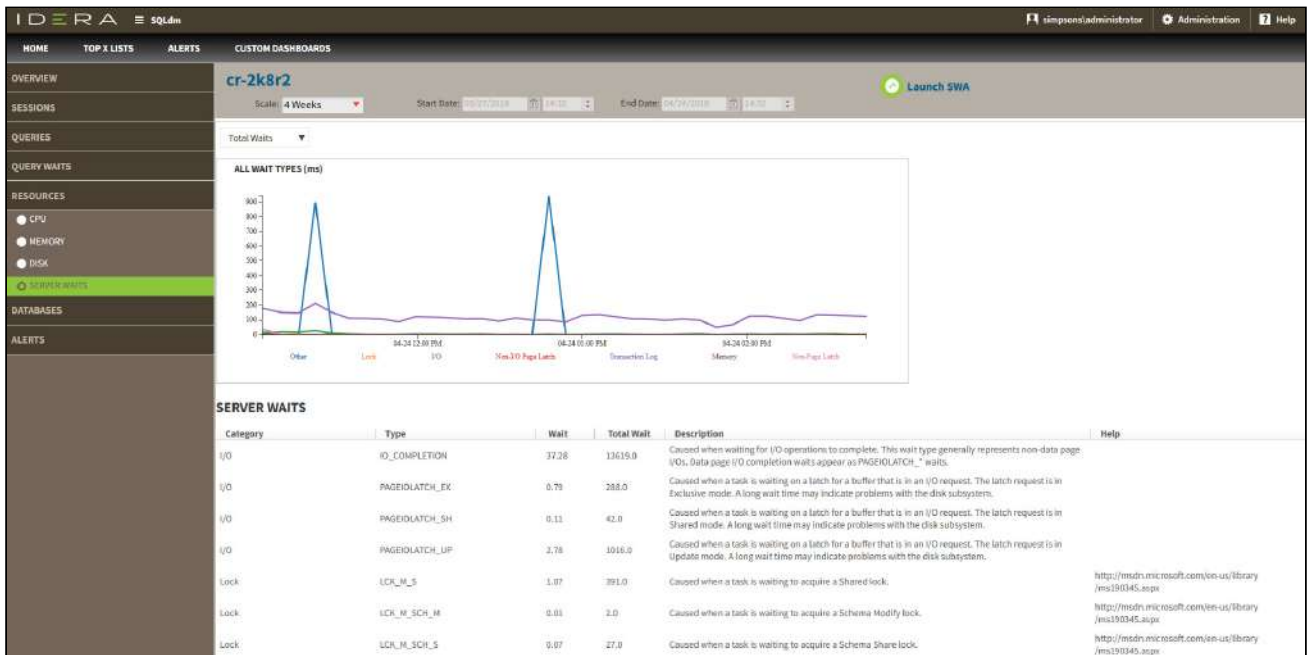 IDERA ≡ SQLdm
simpsons\administrator
Administration
? Help
HOME TOP X LISTS ALERTS CUSTOM DASHBOARDS
OVERVIEW
SESSIONS
QUERIES
QUERY WAITS
RESOURCES
CPU
MEMORY
DISK
SERVER WAITS
DATABASES
ALERTS
cr-2k8r2
Launch SWA
Scale: 4 Weeks Start Date: 14:02 End Date: 14:02
Total Waits
ALL WAIT TYPES (ms)
900
800
700
600
500
400
300
200
100
0
04-24 12:00 PM 04-24 01:00 PM 04-24 02:00 PM
Other Lock I/O Non-I/O Page Latch Transaction Log Memory Non-Page Latch
SERVER WAITS
Category Type Wait Total Wait Description Help
I/O IO_COMPLETION 37.28 13619.0 Caused when waiting for I/O operations to complete. This wait type generally represents non-data page
I/Os. Data page I/O completion waits appear as PAGEIOLATCH_* waits.
I/O PAGEIOLATCH_EX 0.79 288.0 Caused when a task is waiting on a latch for a buffer that is in an I/O request. The latch request is in
Exclusive mode. A long wait time may indicate problems with the disk subsystem.
I/O PAGEIOLATCH_SH 0.11 42.0 Caused when a task is waiting on a latch for a buffer that is in an I/O request. The latch request is in
Shared mode. A long wait time may indicate problems with the disk subsystem.
I/O PAGEIOLATCH_UP 2.78 1016.0 Caused when a task is waiting on a latch for a buffer that is in an I/O request. The latch request is in
Update mode. A long wait time may indicate problems with the disk subsystem.
Lock LCK_M_S 1.07 391.0 Caused when a task is waiting to acquire a Shared lock. http://msdn.microsoft.com/en-us/library
/ms190345.aspx
Lock LCK_M_SCH_M 2.0 Caused when a task is waiting to acquire a Schema Modify lock. http://msdn.microsoft.com/en-us/library
/ms190345.aspx
Lock LCK_M_SCH_S 0.07 27.0 Caused when a task is waiting to acquire a Schema Share lock. http://msdn.microsoft.com/en-us/library
/ms190345.aspx